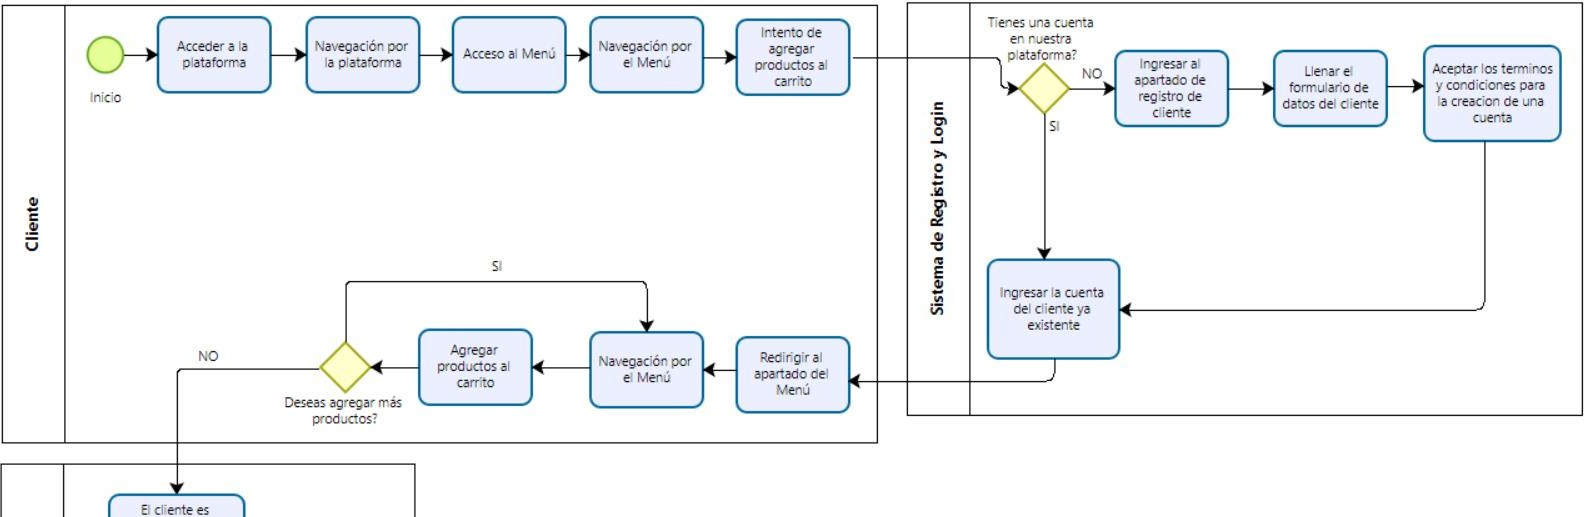 Cliente
Inicio
Acceder a la
plataforma
Navegación por
la plataforma
Acceso al Menú
Navegación por
el Menú
Intento de
agregar
productos al
carrito
Sistema de Registro y Login
Tienes una cuenta
en nuestra
plataforma?
NO
SI
Ingresar al
apartado de
registro de
cliente
Llenar el
formulario de
datos del cliente
Aceptar los terminos
y condiciones para
la creacion de una
cuenta
Ingresar la cuenta
del cliente ya
existente
Redirigir al
apartado del
Menú
Navegación por
el Menú
Agregar
productos al
carrito
SI
Deseas agregar más
productos?
NO
El cliente es